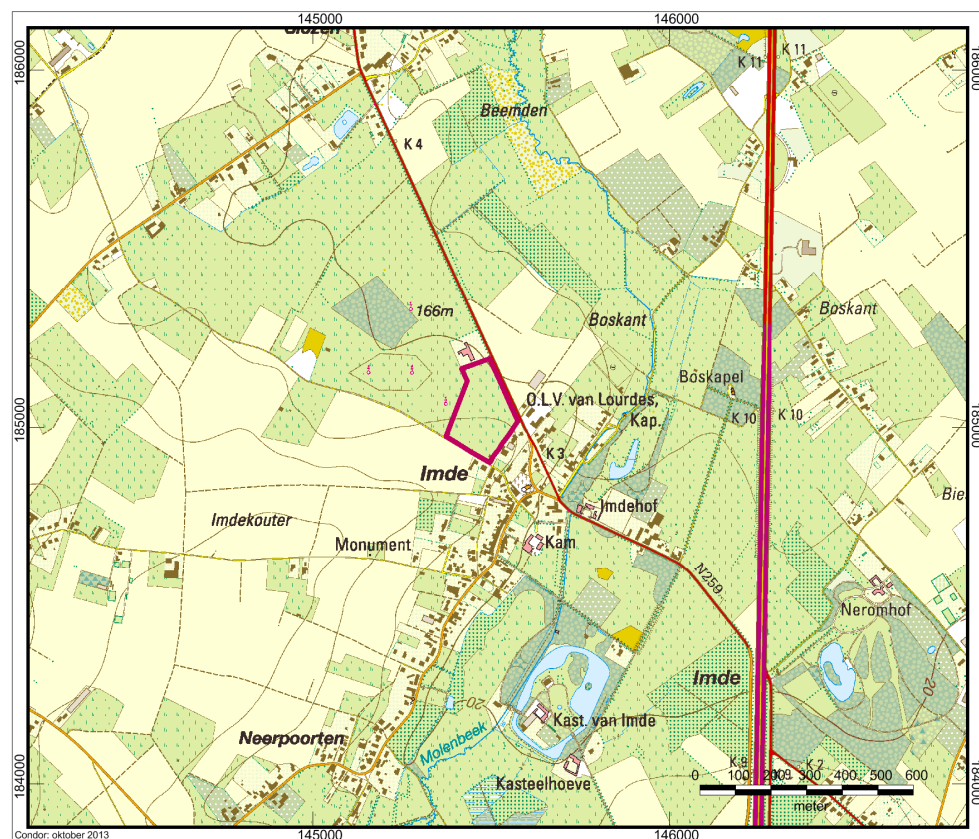 145000
146000
186000
186000
Glozen
K 11
K 11
Beemden
K 4
166m
Boskant
Boskant
Boskapel
O.L.V. van Lourdes,
Kap.
K 10
K 10
185000
185000
K 3
Imde
Imdekouter
Imdehof
Monument
Kam
N259
Neromhof
Imde
20
20
Kast. van Imde
Neerpoorten
Molenbeek
K 9
K 2
Kasteelhoeve
0 100 200 300 400 500 600
meter
184000
184000
145000
146000
Condor: oktober 2013